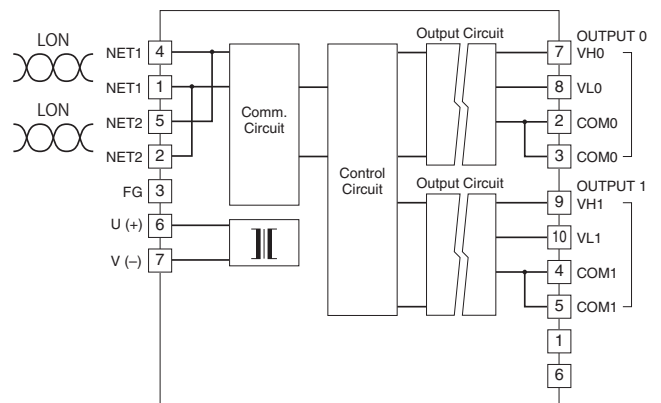 LON
NET1 4
NET1 1
LON
NET2 5
NET2 2
FG 3
U (+) 6
V (–) 7
Comm.
Circuit
Control
Circuit
Output Circuit
OUTPUT 0
7 VH0
8 VL0
2 COM0
3 COM0
Output Circuit
OUTPUT 1
9 VH1
10 VL1
4 COM1
5 COM1
1
6